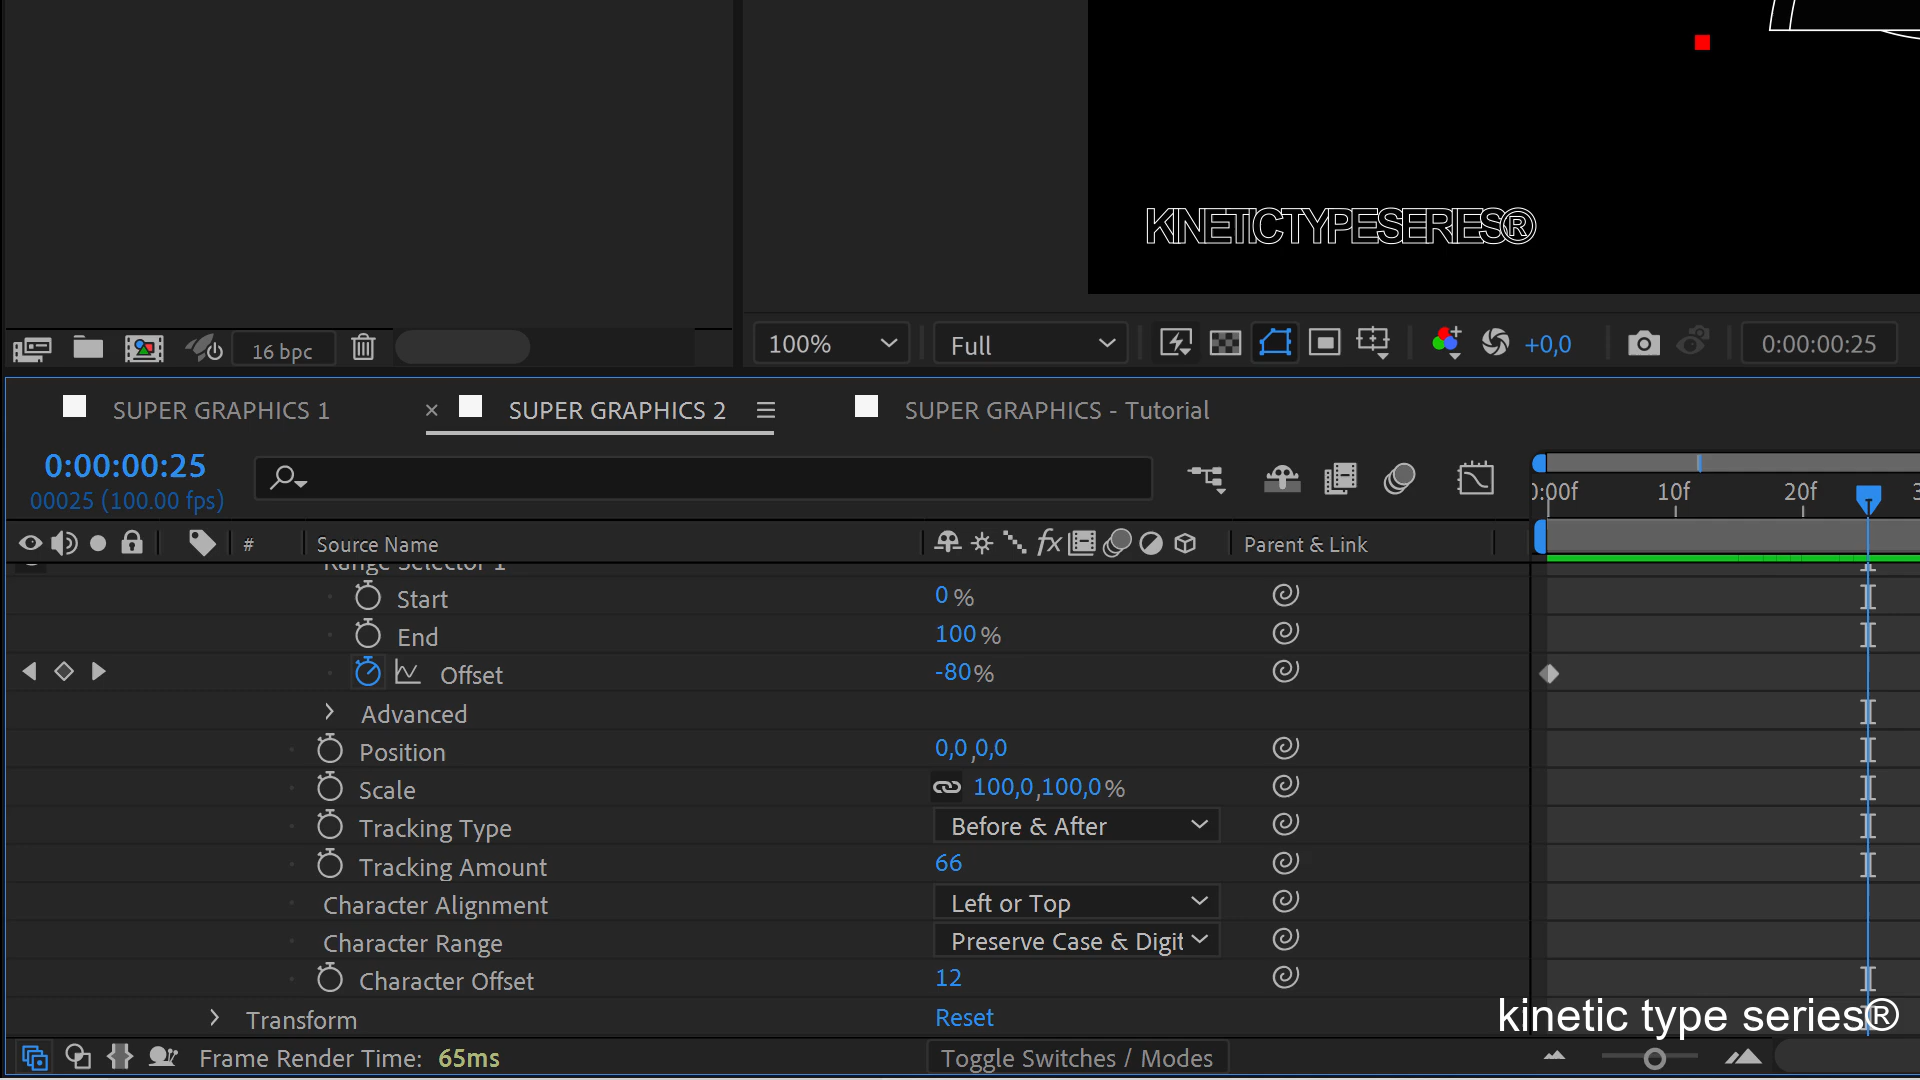 KINETICTYPESERIES®
16 bpc
100%
Full
+0,0
0:00:00:25
SUPER GRAPHICS 1
× SUPER GRAPHICS 2
SUPER GRAPHICS - Tutorial
0:00:00:25
00025 (100.00 fps)
0:00f 10f 20f
# Source Name Parent & Link
Range Selector 1
Start 0 %
End 100 %
Offset -80 %
Advanced
Position 0,0,0,0
Scale 100,0,100,0 %
Tracking Type Before & After
Tracking Amount 66
Character Alignment Left or Top
Character Range Preserve Case & Digit
Character Offset 12
Transform Reset
kinetic type series®
Frame Render Time: 65ms
Toggle Switches / Modes